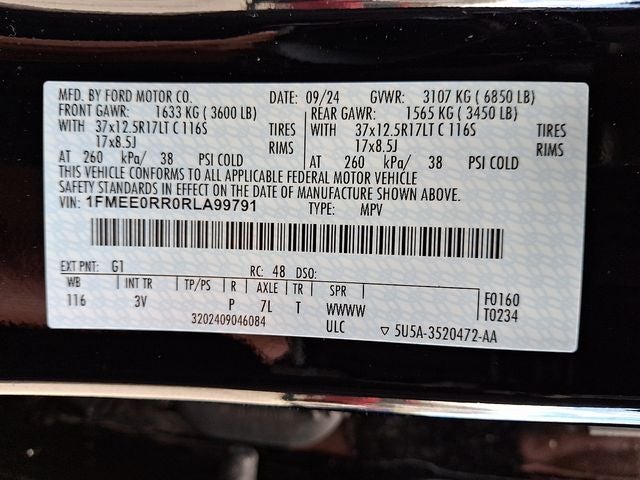 MFD. BY FORD MOTOR CO. DATE: 09/24 GVWR: 3107 KG ( 6850 LB)
FRONT GAWR: 1633 KG ( 3600 LB) REAR GAWR: 1565 KG ( 3450 LB)
WITH 37x12.5R17LT C 116S TIRES WITH 37x12.5R17LT C 116S TIRES
17x8.5J RIMS 17x8.5J RIMS
AT 260 kPa/ 38 PSI COLD AT 260 kPa/ 38 PSI COLD
THIS VEHICLE CONFORMS TO ALL APPLICABLE FEDERAL MOTOR VEHICLE
SAFETY STANDARDS IN EFFECT ON THE DATE OF MANUFACTURE SHOWN ABOVE.
VIN: 1FMEE0RR0RLA99791 TYPE: MPV
EXT PNT: G1 RC: 48 DSO:
WB INT TR TP/PS R AXLE TR SPR F0160
116 3V P 7L T WWWW T0234
3202409046084 ULC ▽ 5U5A-3520472-AA